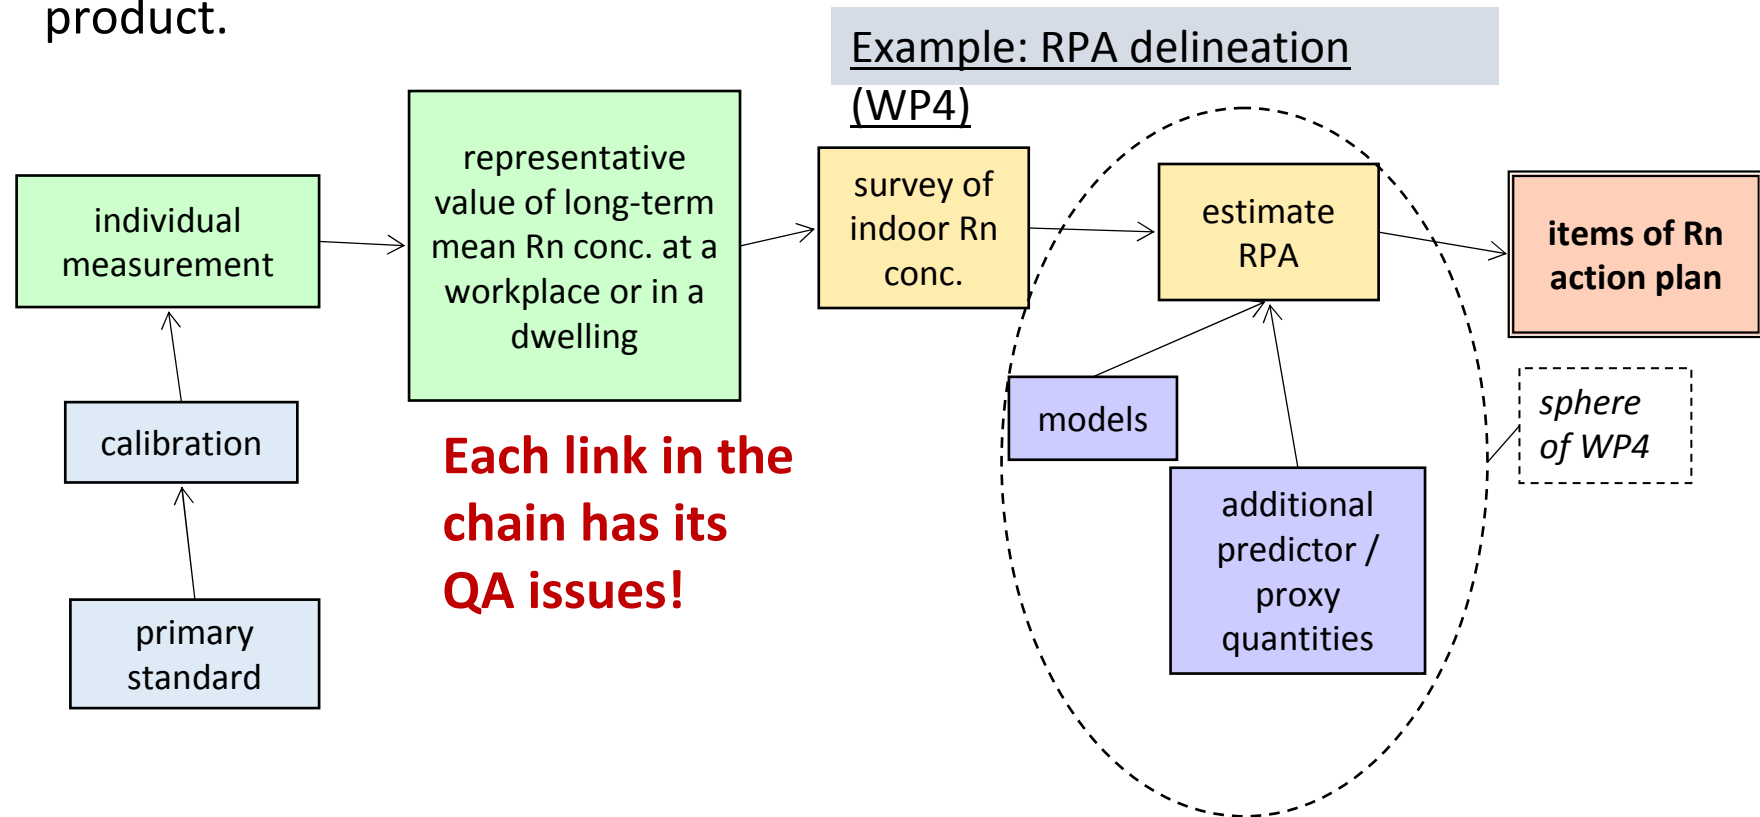 product.
Example: RPA delineation
(WP4)
individual
measurement
representative
value of long-term
mean Rn conc. at a
workplace or in a
dwelling
survey of
indoor Rn
conc.
estimate
RPA
items of Rn
action plan
calibration
primary
standard
Each link in the
chain has its
QA issues!
models
additional
predictor /
proxy
quantities
sphere
of WP4